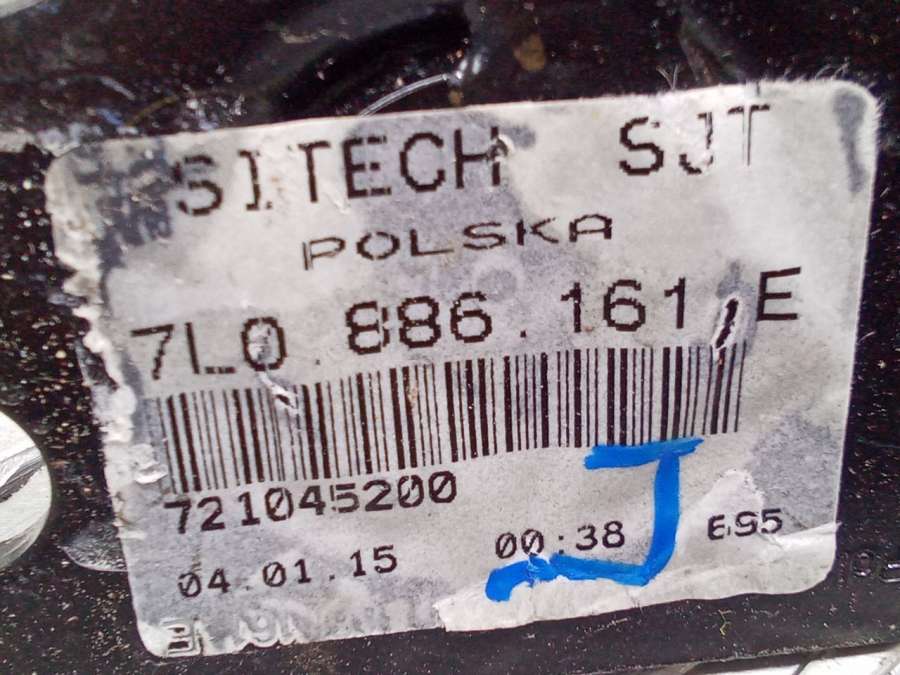 SITECH SJT
POLSKA
7L0.886.161.E
721045200
04.01.15 00:38 695